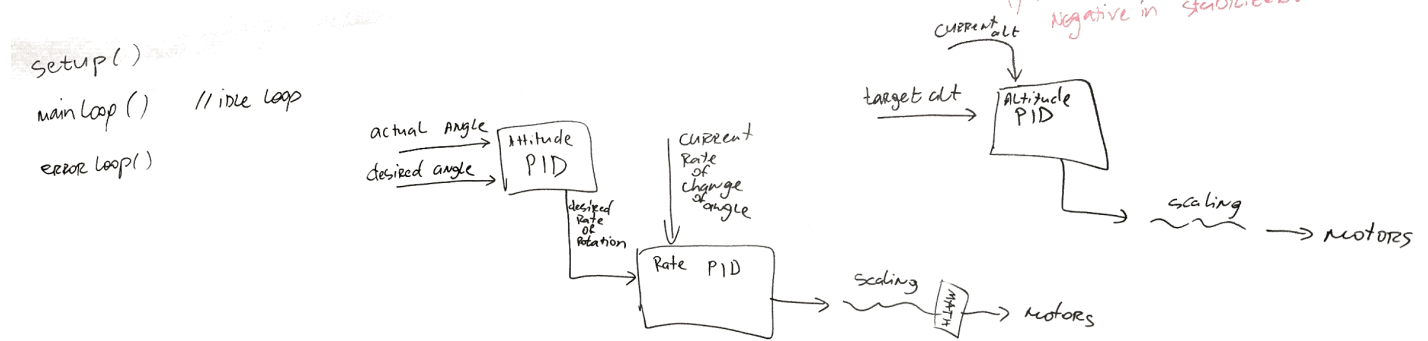 setup()
mainloop() //idle loop
error loop()
actual Angle
desired angle
Attitude
PID
desired
Rate
of
Rotation
current
Rate
of
change
of
angle
Rate PID
scaling
MATH
motors
Negative in
current alt
target alt
Altitude
PID
scaling
motors